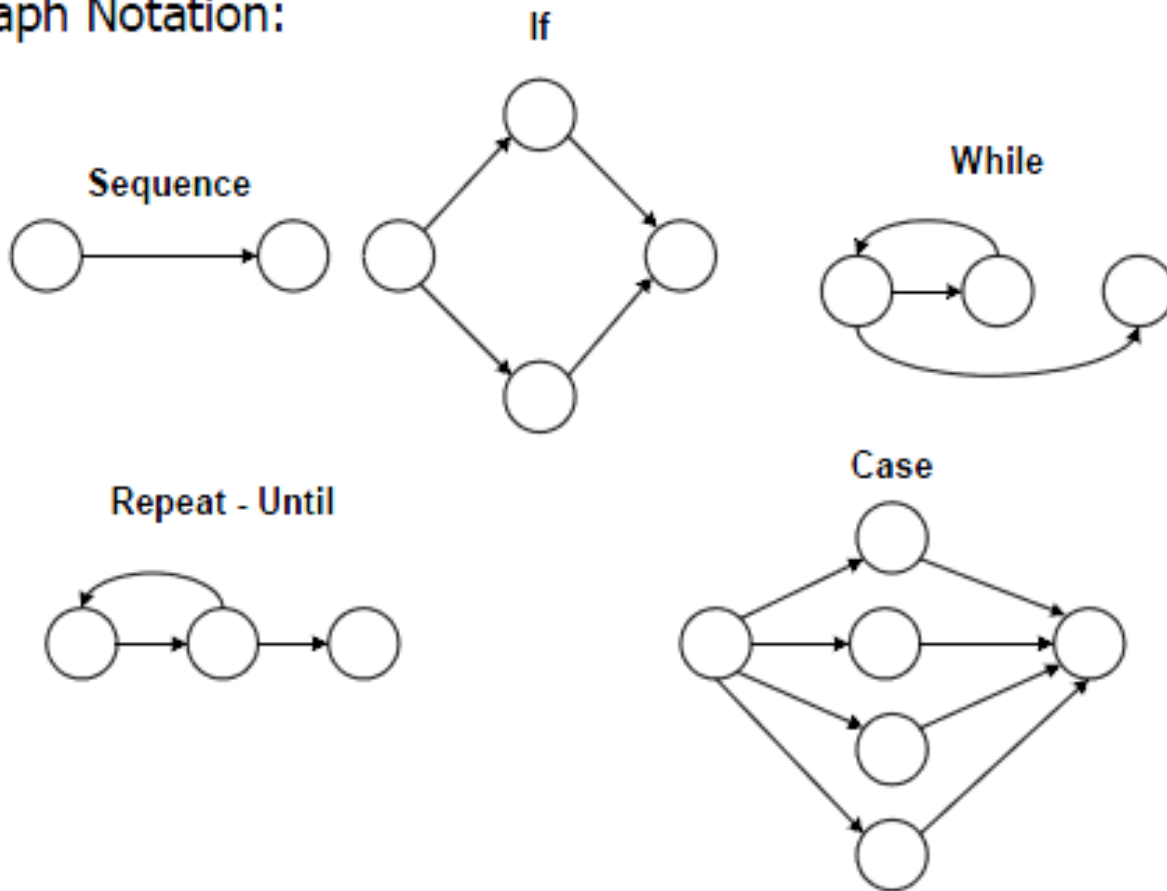 aph Notation:
If
Sequence
While
Repeat - Until
Case